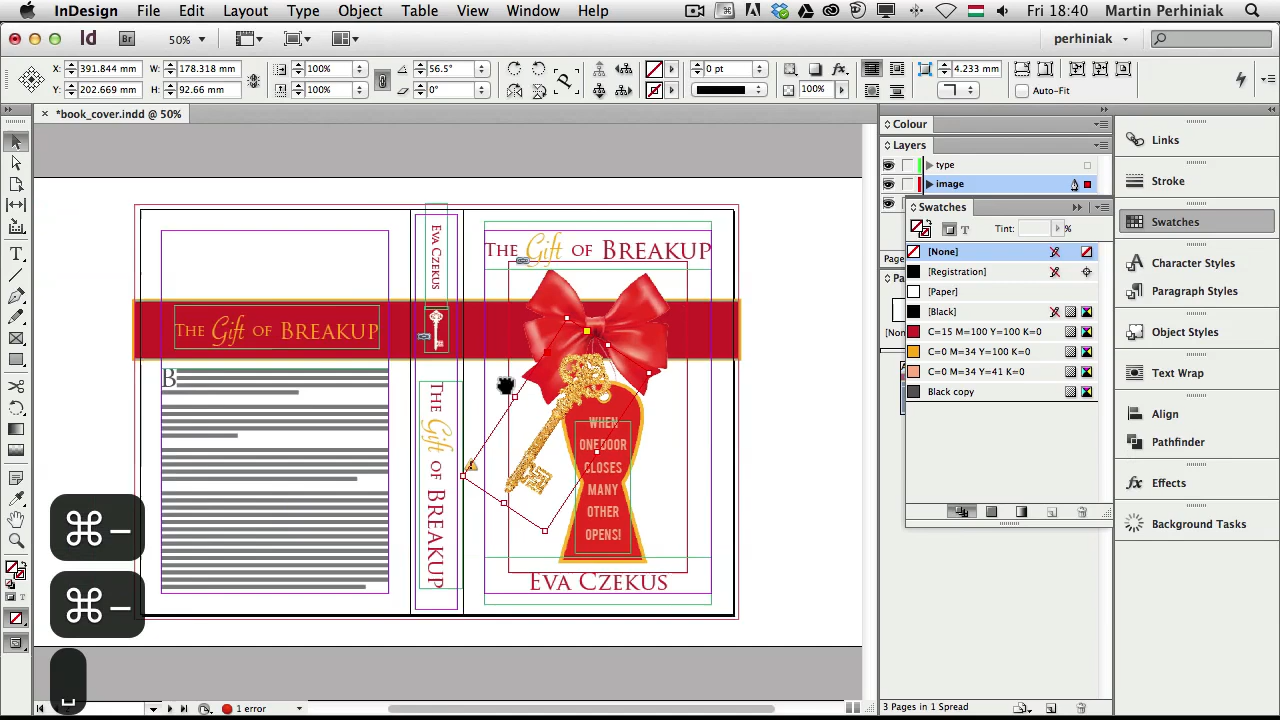 InDesign File Edit Layout Type Object Table View Window Help Fri 18:40 Martin Perhiniak
Id Br 50% perhiniak
X: 391.844 mm W: 178.318 mm 100% 56.5° 0 pt 4.233 mm
Y: 202.669 mm H: 92.66 mm 100% 0° 100% Auto-Fit
*book_cover.indd @ 50%
Colour
Layers
type
image
Swatches
Tint: %
[None]
[Registration]
[Paper]
[Black]
C=15 M=100 Y=100 K=0
C=0 M=34 Y=100 K=0
C=0 M=34 Y=41 K=0
Black copy
Links
Stroke
Swatches
Character Styles
Paragraph Styles
Object Styles
Text Wrap
Align
Pathfinder
Effects
Background Tasks
The Gift of Breakup
B
Eva Czekus
The Gift of Breakup
The Gift of Breakup
WHEN
ONE DOOR
CLOSES
MANY
OTHER
OPENS!
Eva Czekus
⌘ –
⌘ –
1 error
3 Pages in 1 Spread